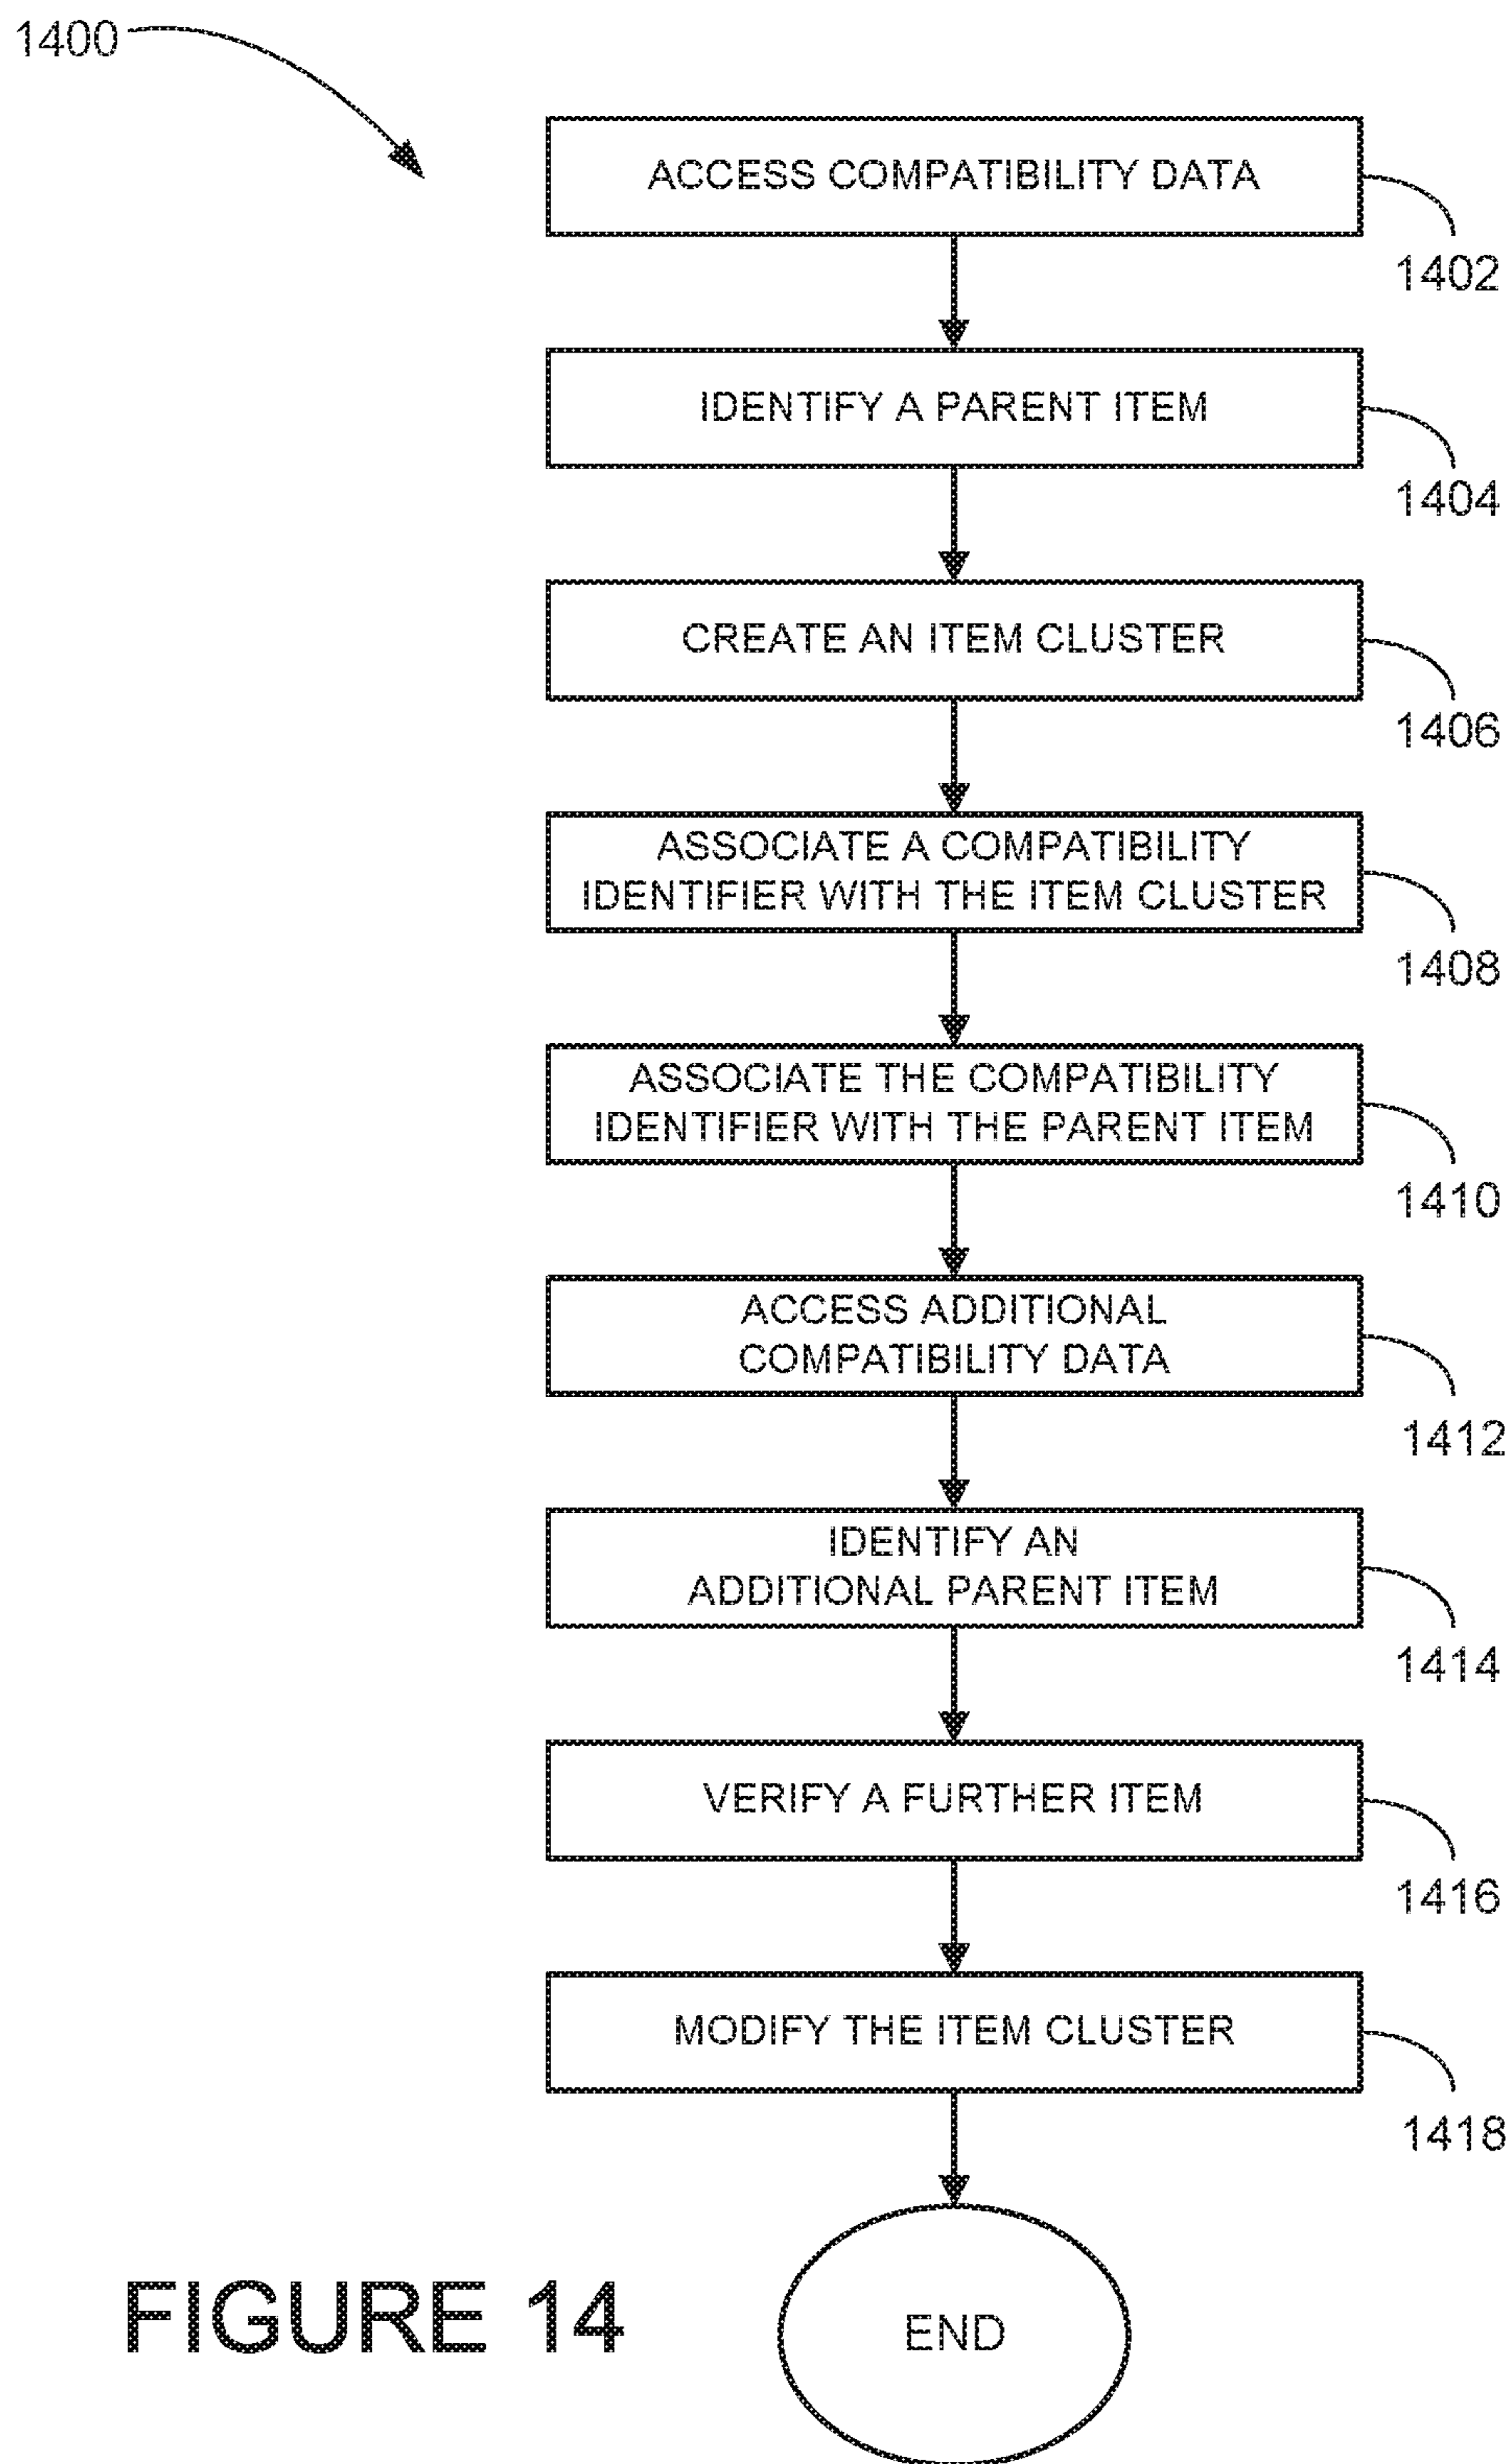 1400
ACCESS COMPATIBILITY DATA
1402
IDENTIFY A PARENT ITEM
1404
CREATE AN ITEM CLUSTER
1406
ASSOCIATE A COMPATIBILITY
IDENTIFIER WITH THE ITEM CLUSTER
1408
ASSOCIATE THE COMPATIBILITY
IDENTIFIER WITH THE PARENT ITEM
1410
ACCESS ADDITIONAL
COMPATIBILITY DATA
1412
IDENTIFY AN
ADDITIONAL PARENT ITEM
1414
VERIFY A FURTHER ITEM
1416
MODIFY THE ITEM CLUSTER
1418
FIGURE 14
END